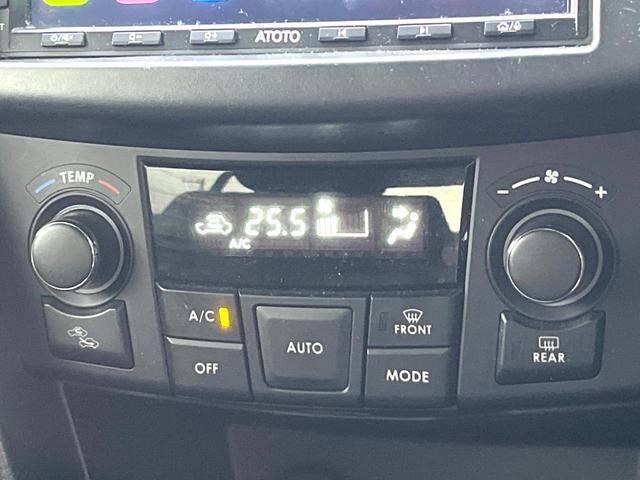 ATOTO
TEMP
25.5
A/C
- +
A/C
AUTO
FRONT
OFF
MODE
REAR